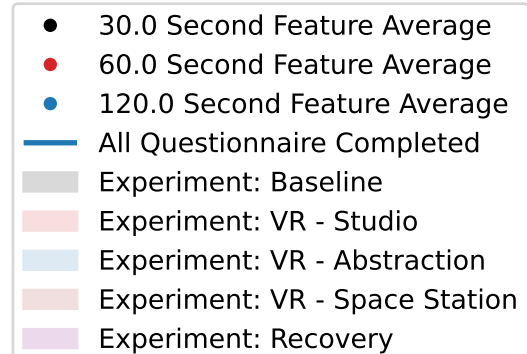 30.0 Second Feature Average
60.0 Second Feature Average
120.0 Second Feature Average
All Questionnaire Completed
Experiment: Baseline
Experiment: VR - Studio
Experiment: VR - Abstraction
Experiment: VR - Space Station
Experiment: Recovery